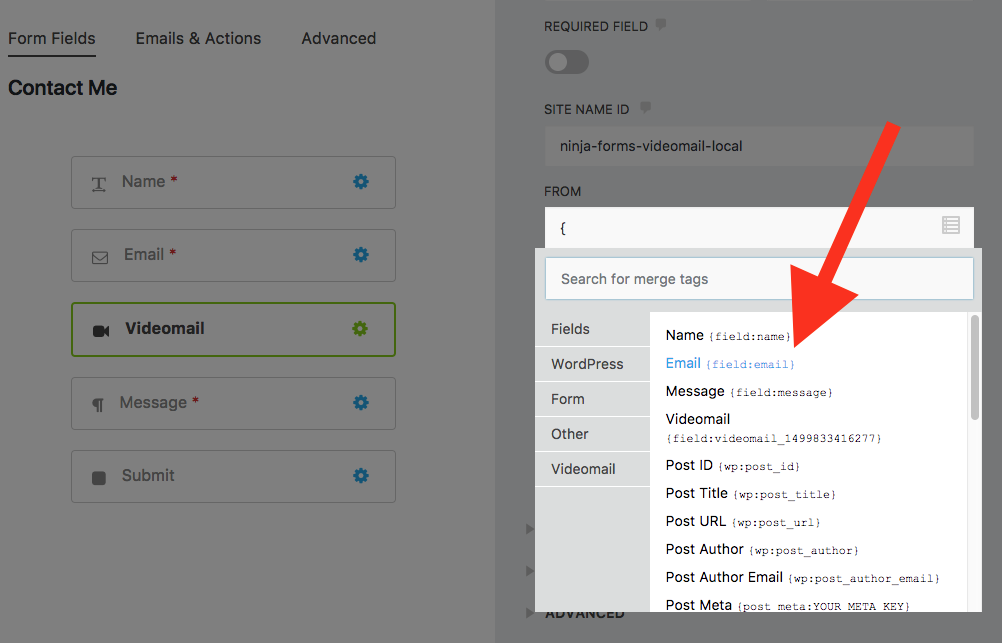 Form Fields Emails & Actions Advanced
Contact Me
Name *
Email *
Videomail
Message *
Submit
REQUIRED FIELD
SITE NAME ID
ninja-forms-videomail-local
FROM
{
Search for merge tags
Fields
WordPress
Form
Other
Videomail
Name {field:name}
Email {field:email}
Message {field:message}
Videomail
{field:videomail_1499833416277}
Post ID {wp:post_id}
Post Title {wp:post_title}
Post URL {wp:post_url}
Post Author {wp:post_author}
Post Author Email {wp:post_author_email}
Post Meta {post_meta:YOUR_META_KEY}
ADVANCED